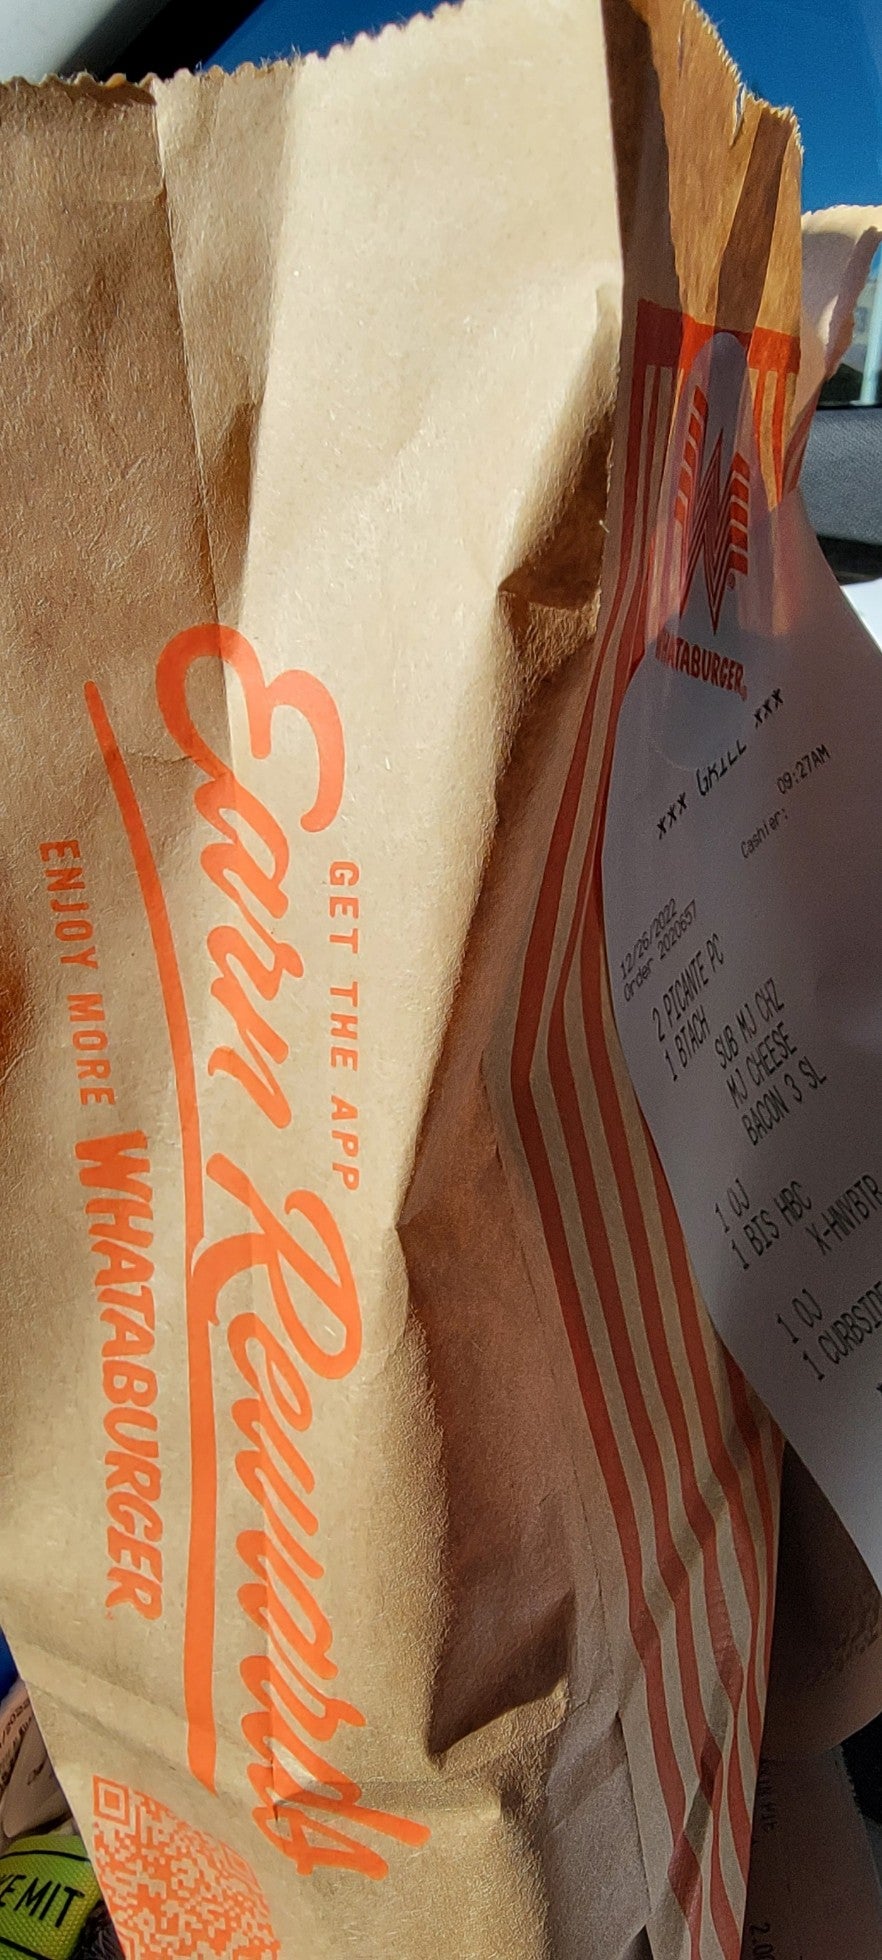 GET THE APP
Earn Rewards
ENJOY MORE WHATABURGER
WHATABURGER
*** GRILL ***
09:27AM
Cashier:
12/26/2022
Order 2020657
2 PICANTE PC
1 BTACH
SUB MJ CHZ
MJ CHEESE
BACON 3 SL
1 OJ
1 BIS HBC
X-HNYBTR
1 OJ
1 CURBSIDE
MIT